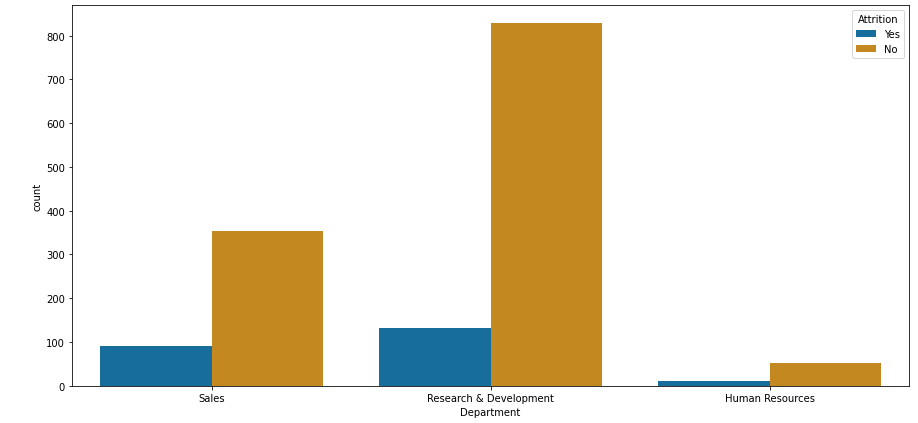 Attrition
Yes
No
count
800
700
600
500
400
300
200
100
0
Sales
Research & Development
Human Resources
Department